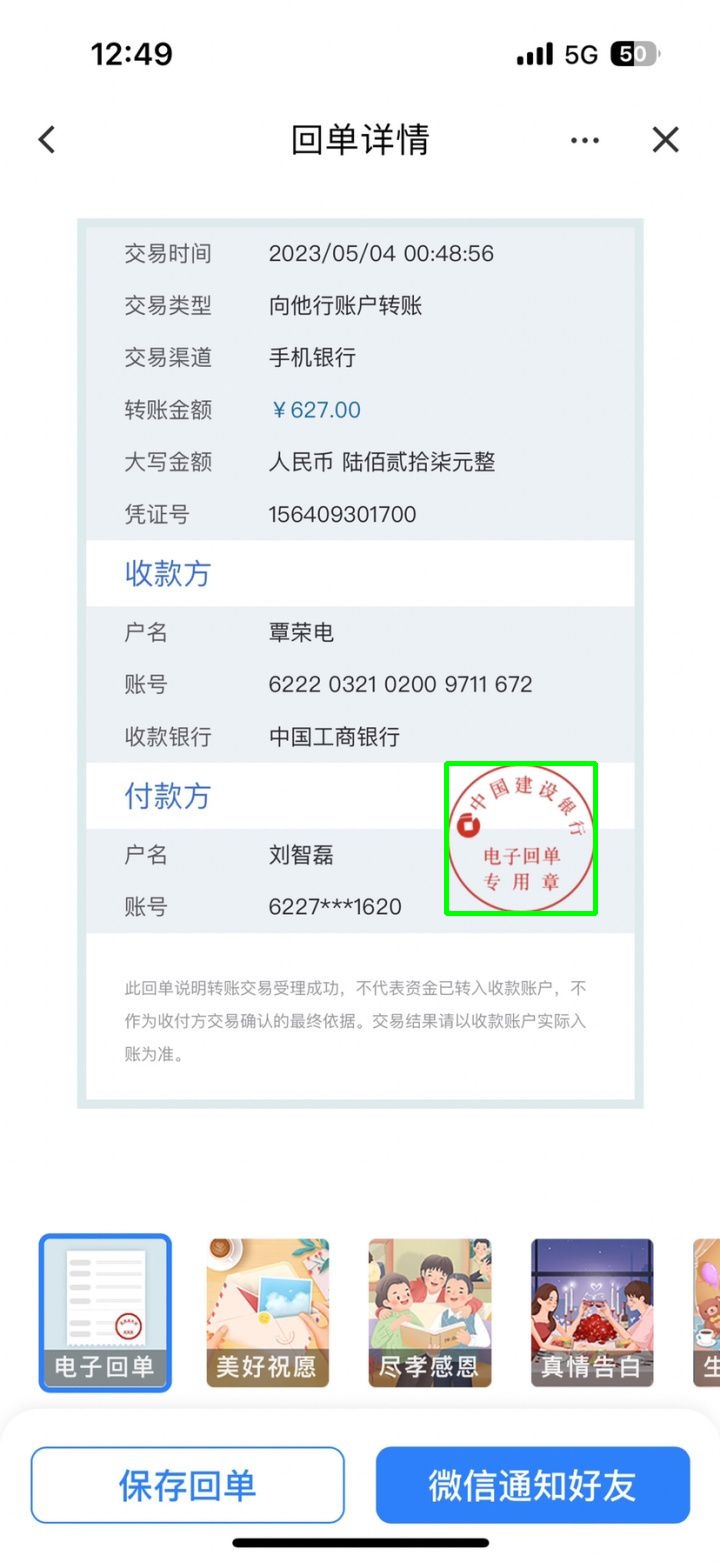 12:49
5G 50
回单详情
交易时间 2023/05/04 00:48:56
交易类型 向他行账户转账
交易渠道 手机银行
转账金额 ¥627.00
大写金额 人民币 陆佰贰拾柒元整
凭证号 156409301700
收款方
户名 覃荣电
账号 6222 0321 0200 9711 672
收款银行 中国工商银行
付款方
中国建设银行
户名 刘智磊
电子回单
专用章
账号 6227***1620
此回单说明转账交易受理成功，不代表资金已转入收款账户，不
作为收付方交易确认的最终依据。交易结果请以收款账户实际入
账为准。
电子回单 美好祝愿 尽孝感恩 真情告白 生
保存回单 微信通知好友